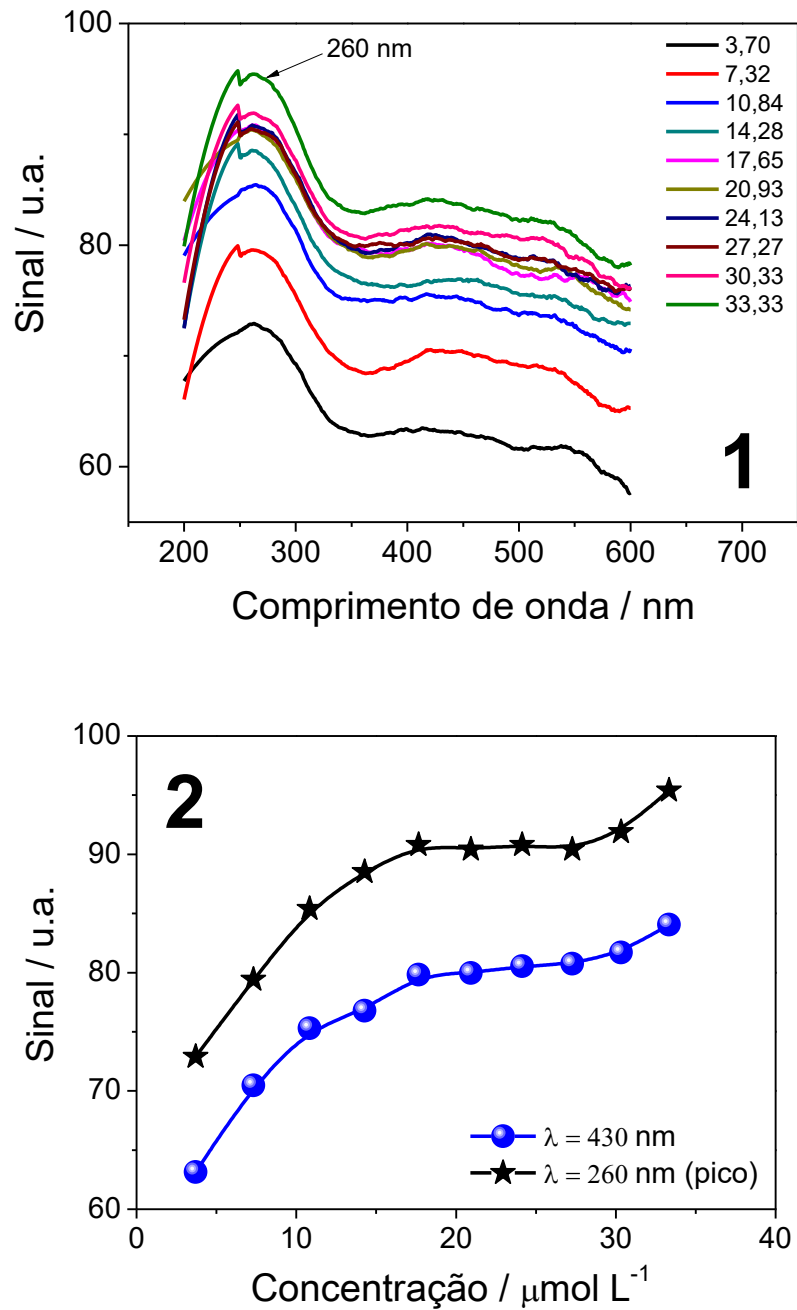 100
260 nm
3,70
7,32
10,84
14,28
17,65
20,93
24,13
27,27
30,33
33,33
80
60
Sinal / u.a.
1
200 300 400 500 600 700
Comprimento de onda / nm
100
2
90
80
70
60
Sinal / u.a.
λ = 430 nm
λ = 260 nm (pico)
0 10 20 30 40
Concentração / μmol L⁻¹